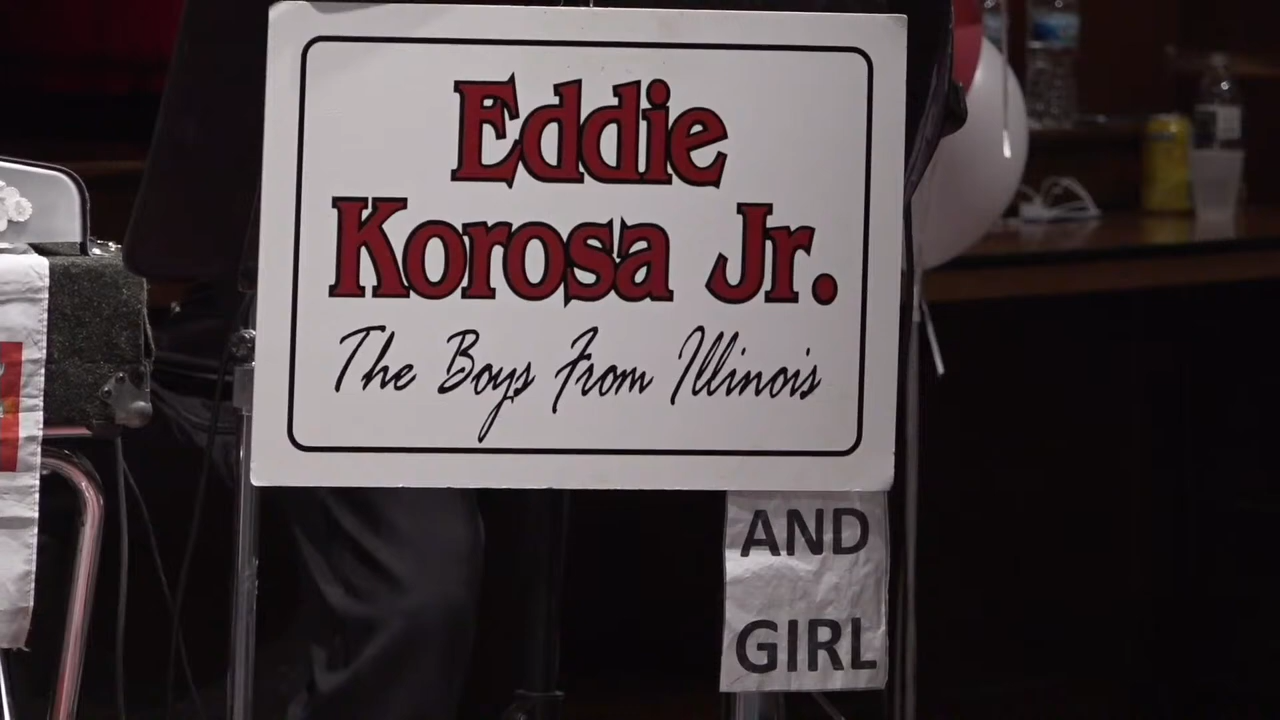 Eddie
Korosa Jr.
The Boys From Illinois
AND
GIRL